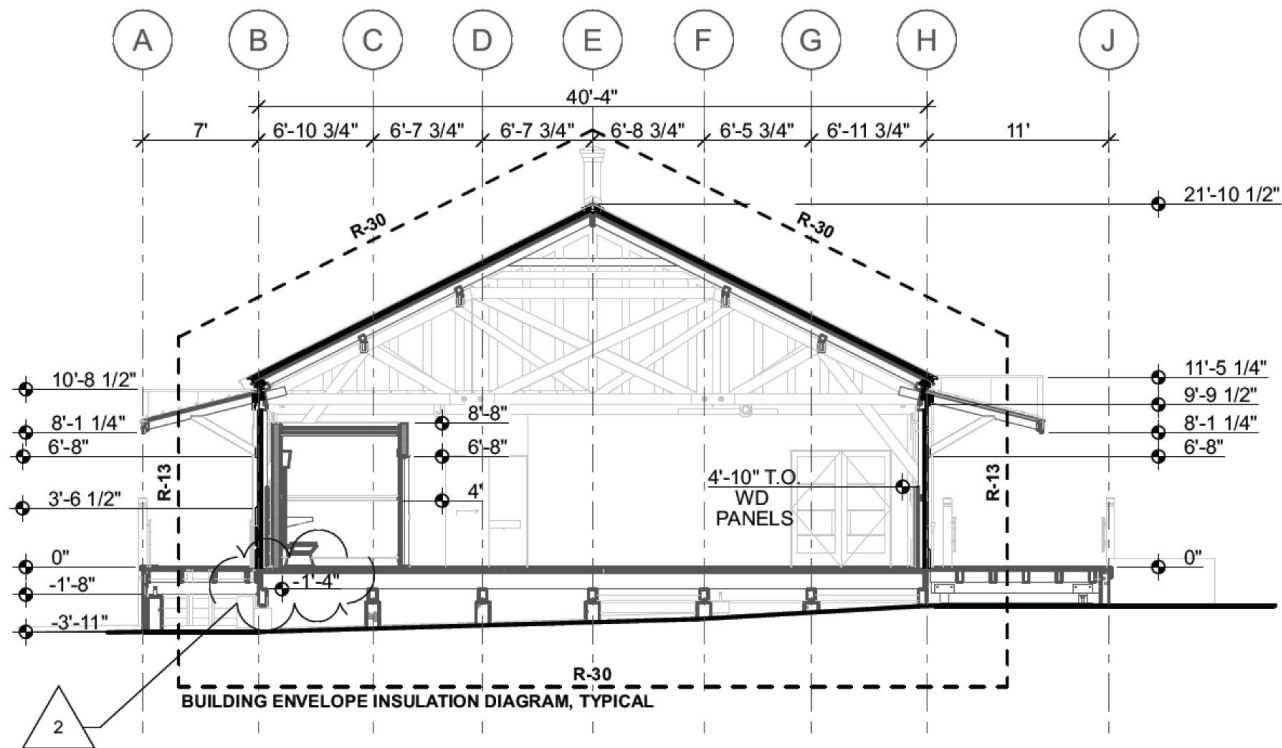 A B C D E F G H J
40'-4"
7' 6'-10 3/4" 6'-7 3/4" 6'-7 3/4" 6'-8 3/4" 6'-5 3/4" 6'-11 3/4" 11'
21'-10 1/2"
R-30 R-30
10'-8 1/2" 11'-5 1/4"
9'-9 1/2"
8'-1 1/4" 8'-8" 8'-1 1/4"
6'-8" 6'-8" 6'-8"
R-13 R-13
3'-6 1/2" 4' 4'-10" T.O.
WD
PANELS
0" 0"
-1'-8" -1'-4"
-3'-11"
R-30
BUILDING ENVELOPE INSULATION DIAGRAM, TYPICAL
2